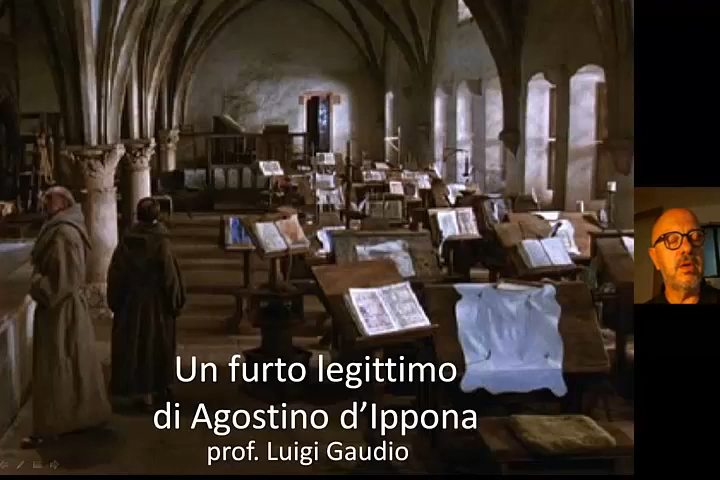 Un furto legittimo
di Agostino d’Ippona
prof. Luigi Gaudio